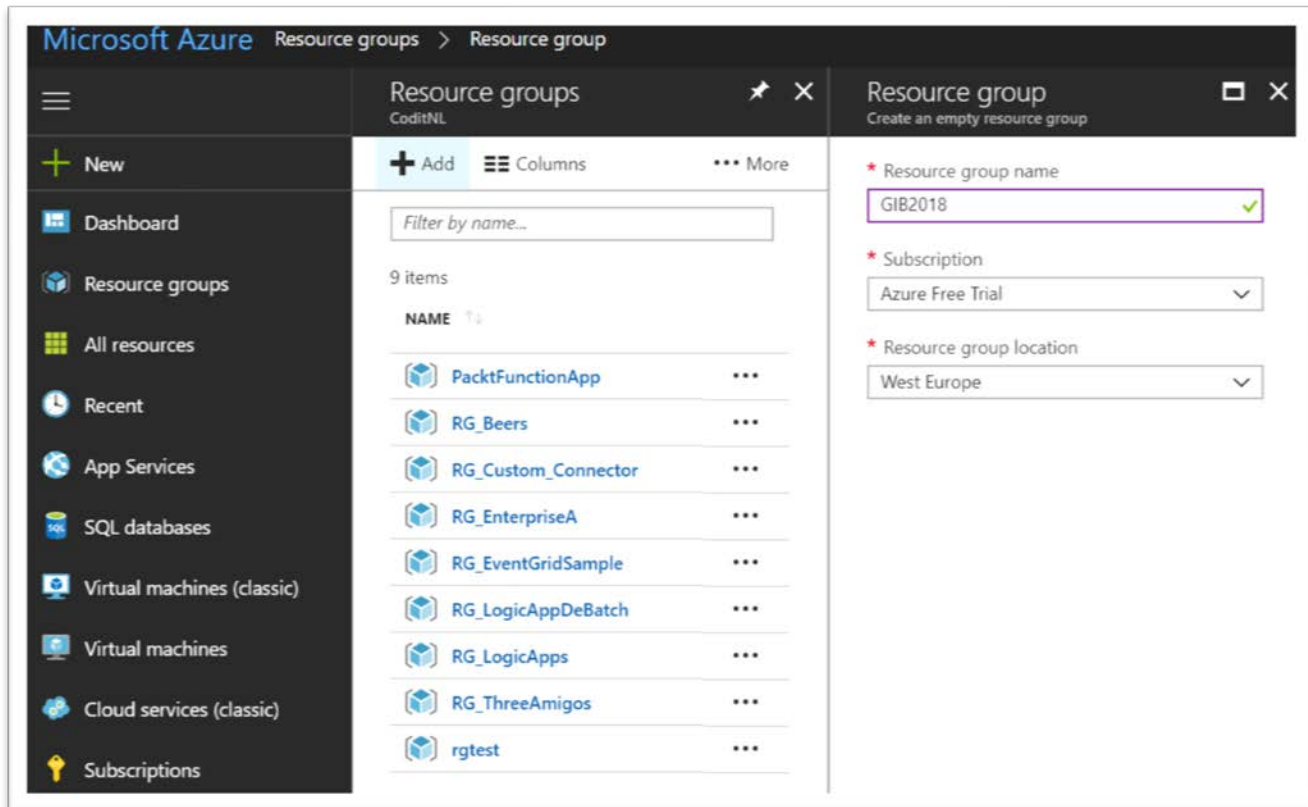 Microsoft Azure Resource groups > Resource group
Resource groups
CoditNL
Resource group
Create an empty resource group
New
Dashboard
Resource groups
All resources
Recent
App Services
SQL databases
Virtual machines (classic)
Virtual machines
Cloud services (classic)
Subscriptions
Add Columns ••• More
Filter by name...
9 items
NAME
PacktFunctionApp •••
RG_Beers •••
RG_Custom_Connector •••
RG_EnterpriseA •••
RG_EventGridSample •••
RG_LogicAppDeBatch •••
RG_LogicApps •••
RG_ThreeAmigos •••
rgtest •••
* Resource group name
GIB2018
* Subscription
Azure Free Trial
* Resource group location
West Europe